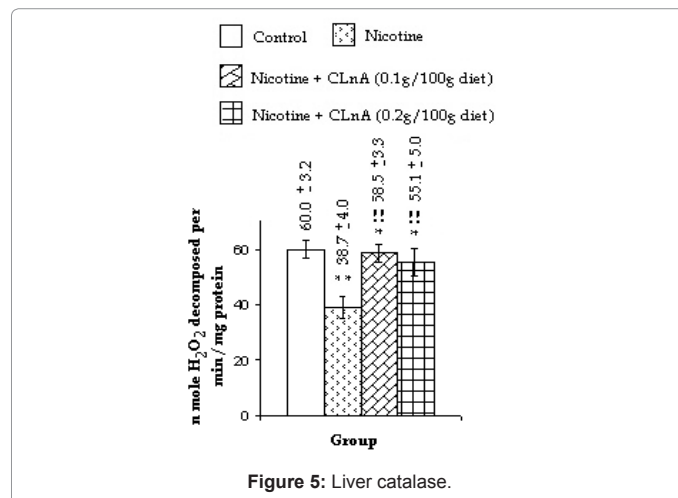 Control Nicotine
Nicotine + CLnA (0.1g/100g diet)
Nicotine + CLnA (0.2g/100g diet)
60.0 ±3.2
* * 38.7 ±4.0
* !! 58.5 ±3.3
* !! 55.1 ±5.0
n mole H₂O₂ decomposed per
min/mg protein
60
40
20
0
Group
Figure 5: Liver catalase.